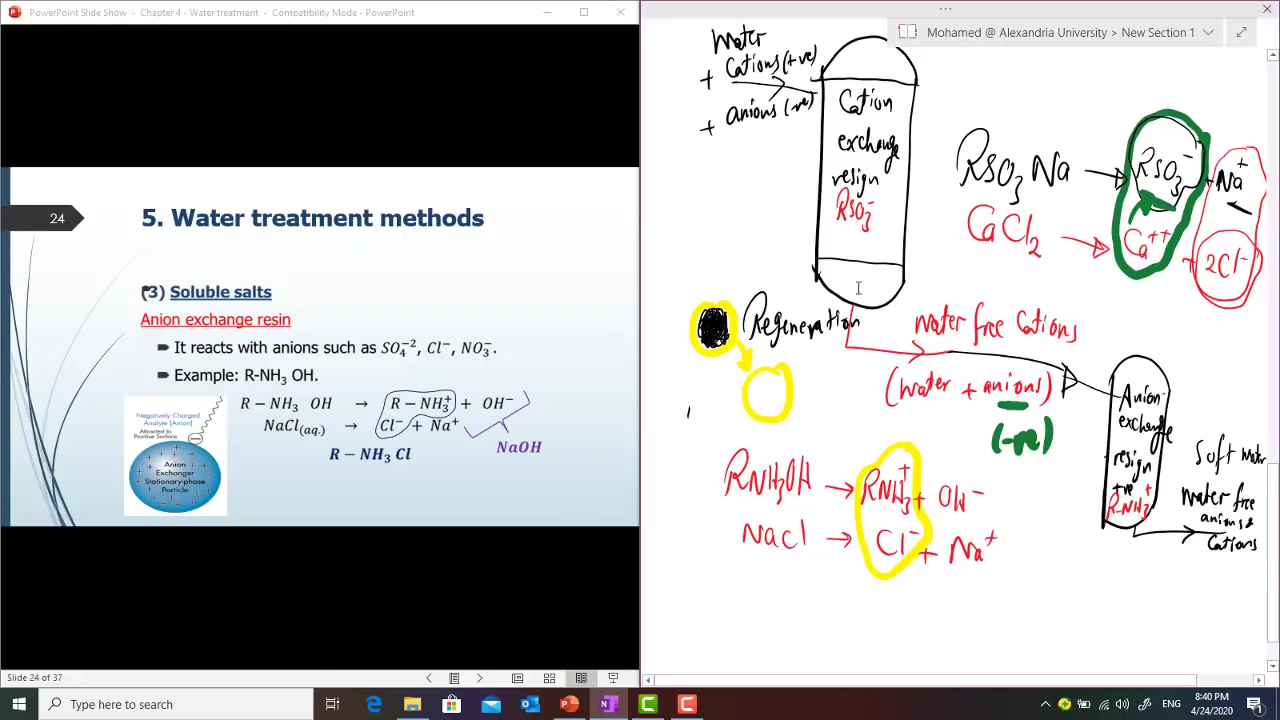 PowerPoint Slide Show - Chapter 4 - Water treatment - Compatibility Mode - PowerPoint
24
5. Water treatment methods
(3) Soluble salts
Anion exchange resin
It reacts with anions such as SO₄⁻², Cl⁻, NO₃⁻.
Example: R-NH₃ OH.
R − NH₃ OH → R − NH₃⁺ + OH⁻
NaCl(aq.) → Cl⁻ + Na⁺
NaOH
R − NH₃ Cl
Negatively Charged
Analyte (Anion)
Attracted to
Positive Surface
Anion
Exchanger
Stationary-phase
Particle
Slide 24 of 37
Mohamed @ Alexandria University > New Section 1
Water
+ Cations (+ve)
+ anions (-ve)
Cation
exchange
resign
RSO₃⁻
RSO₃ Na → RSO₃⁻ + Na⁺
CaCl₂ → Ca⁺⁺ + 2Cl⁻
Regeneration
Water free Cations
(Water + anions)
(-ve)
Anion
exchange
resign
+ve
R-NH₃⁺
Soft water
Water free
anions &
Cations
RNH₃OH → RNH₃⁺ + OH⁻
NaCl → Cl⁻ + Na⁺
Type here to search
8:40 PM
4/24/2020